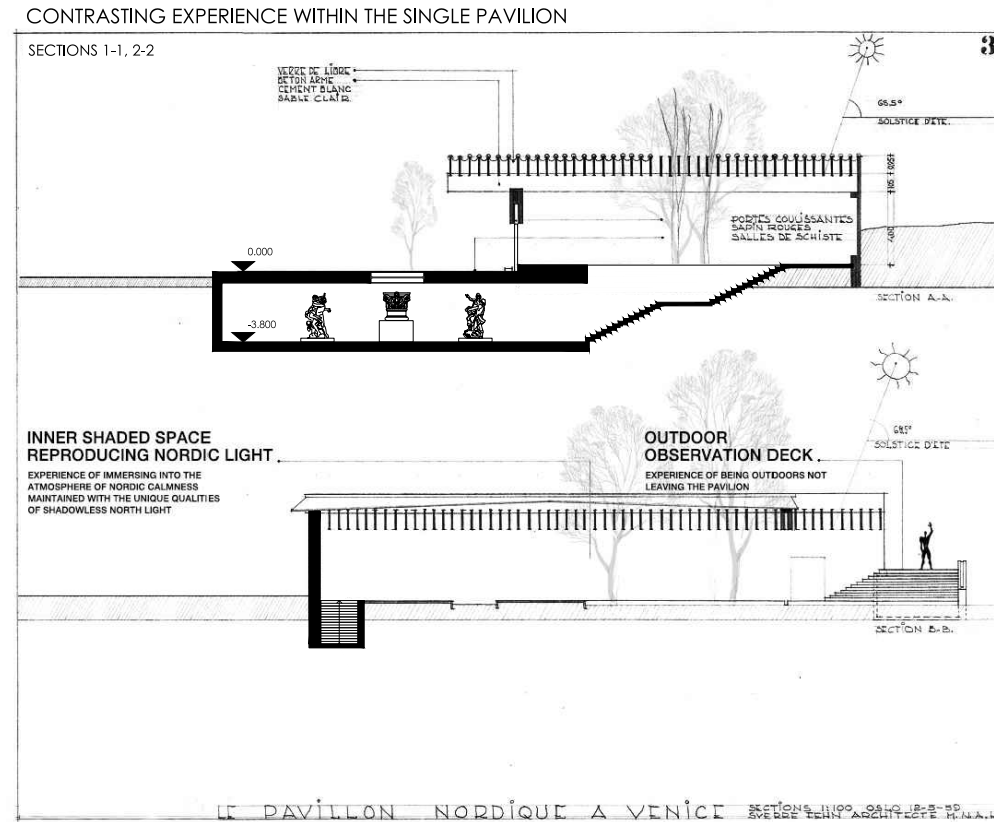 CONTRASTING EXPERIENCE WITHIN THE SINGLE PAVILION
SECTIONS 1-1, 2-2
3
VERRE DE LIBRE
BETON ARME
CEMENT BLANC
SABLE CLAIR
65.5°
SOLSTICE D'ETE.
PORTES COULISSANTES
SAPIN ROUGES
SALLES DE SCHISTE
0.000
-3.800
SECTION A-A.
INNER SHADED SPACE
REPRODUCING NORDIC LIGHT
EXPERIENCE OF IMMERSING INTO THE
ATMOSPHERE OF NORDIC CALMNESS
MAINTAINED WITH THE UNIQUE QUALITIES
OF SHADOWLESS NORTH LIGHT
OUTDOOR
OBSERVATION DECK
EXPERIENCE OF BEING OUTDOORS NOT
LEAVING THE PAVILION
SOLSTICE D'ETE
SECTION B-B.
LE PAVILLON NORDIQUE A VENICE
SECTIONS 1:100 OSLO
SVERRE FEHN ARCHITECTE M.N.A.L